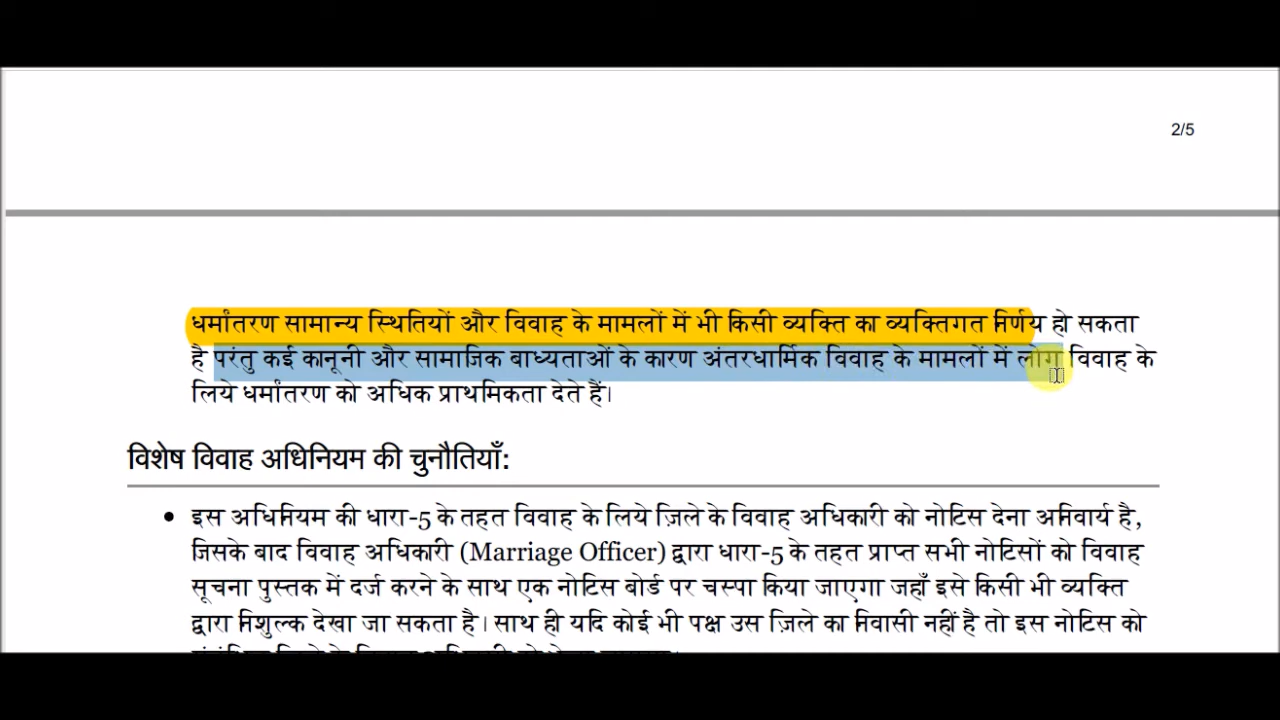 2/5
धर्मांतरण सामान्य स्थितियों और विवाह के मामलों में भी किसी व्यक्ति का व्यक्तिगत निर्णय हो सकता
है परंतु कई कानूनी और सामाजिक बाध्यताओं के कारण अंतरधार्मिक विवाह के मामलों में लोग विवाह के
लिये धर्मांतरण को अधिक प्राथमिकता देते हैं।
विशेष विवाह अधिनियम की चुनौतियाँ:
• इस अधिनियम की धारा-5 के तहत विवाह के लिये ज़िले के विवाह अधिकारी को नोटिस देना अनिवार्य है,
जिसके बाद विवाह अधिकारी (Marriage Officer) द्वारा धारा-5 के तहत प्राप्त सभी नोटिसों को विवाह
सूचना पुस्तक में दर्ज करने के साथ एक नोटिस बोर्ड पर चस्पा किया जाएगा जहाँ इसे किसी भी व्यक्ति
द्वारा निशुल्क देखा जा सकता है। साथ ही यदि कोई भी पक्ष उस ज़िले का निवासी नहीं है तो इस नोटिस को